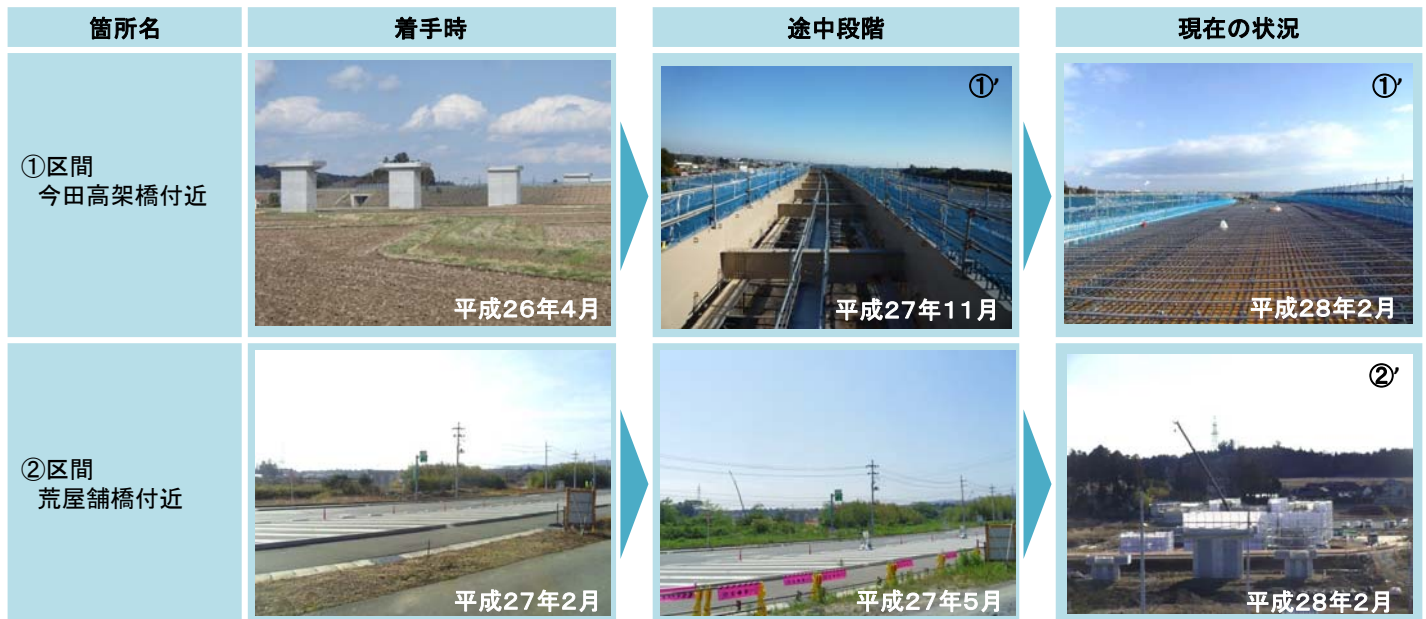 箇所名
着手時
途中段階
現在の状況
①区間
今田高架橋付近
平成26年4月
①’
平成27年11月
①’
平成28年2月
②区間
荒屋舗橋付近
平成27年2月
平成27年5月
②’
平成28年2月